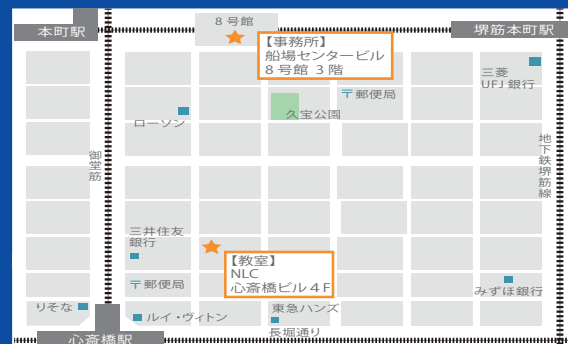 8号館
本町駅
堺筋本町駅
【事務所】
船場センタービル
8号館 3階
三菱
UFJ 銀行
〒郵便局
久宝公園
ローソン
御堂筋
地下鉄堺筋線
三井住友
銀行
【教室】
NLC
心斎橋ビル4F
〒郵便局
みずほ銀行
りそな
ルイ・ヴィトン
東急ハンズ
長堀通り
心斎橋駅